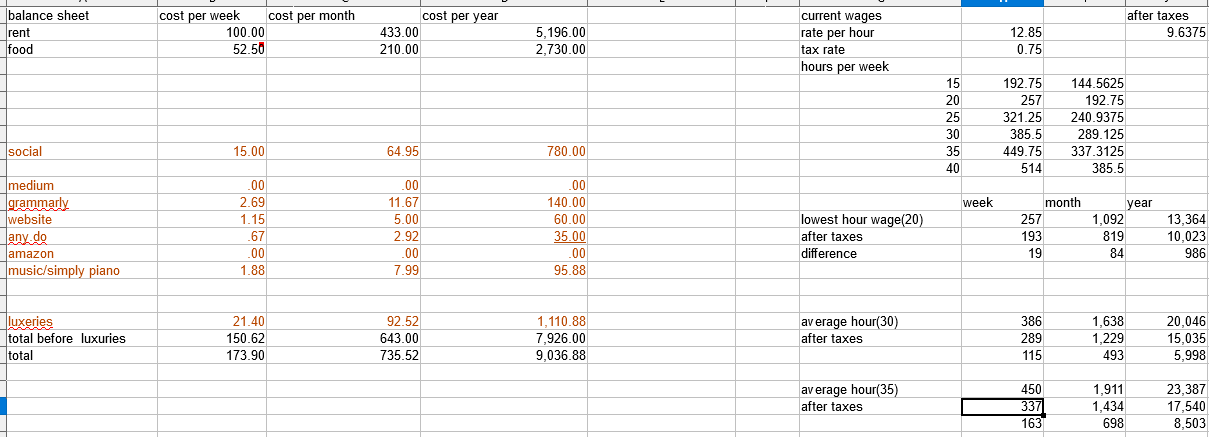 balance sheet cost per week cost per month cost per year current wages after taxes
rent 100.00 433.00 5,196.00 rate per hour 12.85 9.6375
food 52.50 210.00 2,730.00 tax rate 0.75
hours per week
15 192.75 144.5625
20 257 192.75
25 321.25 240.9375
30 385.5 289.125
social 15.00 64.95 780.00 35 449.75 337.3125
40 514 385.5
medium .00 .00 .00
grammarly 2.69 11.67 140.00 week month year
website 1.15 5.00 60.00 lowest hour wage(20) 257 1,092 13,364
any.do .67 2.92 35.00 after taxes 193 819 10,023
amazon .00 .00 .00 difference 19 84 986
music/simply piano 1.88 7.99 95.88
luxeries 21.40 92.52 1,110.88 average hour(30) 386 1,638 20,046
total before luxuries 150.62 643.00 7,926.00 after taxes 289 1,229 15,035
total 173.90 735.52 9,036.88 115 493 5,998
average hour(35) 450 1,911 23,387
after taxes 337 1,434 17,540
163 698 8,503